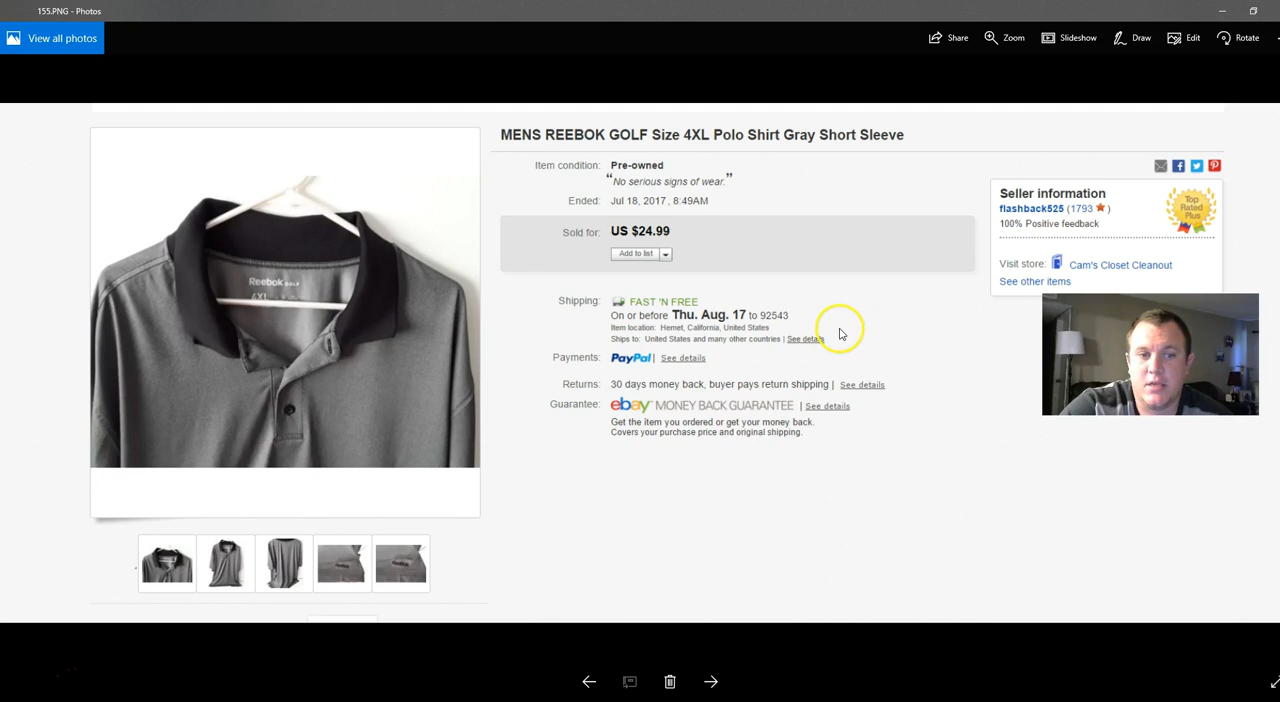 155.PNG - Photos
View all photos
Share
Zoom
Slideshow
Draw
Edit
Rotate
MENS REEBOK GOLF Size 4XL Polo Shirt Gray Short Sleeve
Item condition: Pre-owned
“No serious signs of wear.”
Ended: Jul 18, 2017 , 8:49AM
Sold for: US $24.99
Add to list
Shipping: FAST 'N FREE
On or before Thu. Aug. 17 to 92543
Item location: Hemet, California, United States
Ships to: United States and many other countries | See details
Payments: PayPal | See details
Returns: 30 days money back, buyer pays return shipping | See details
Guarantee: ebay MONEY BACK GUARANTEE | See details
Get the item you ordered or get your money back.
Covers your purchase price and original shipping.
Seller information
flashback525 (1793 )
100% Positive feedback
Top
Rated
Plus
Visit store: Cam's Closet Cleanout
See other items
Reebok GOLF
4XL